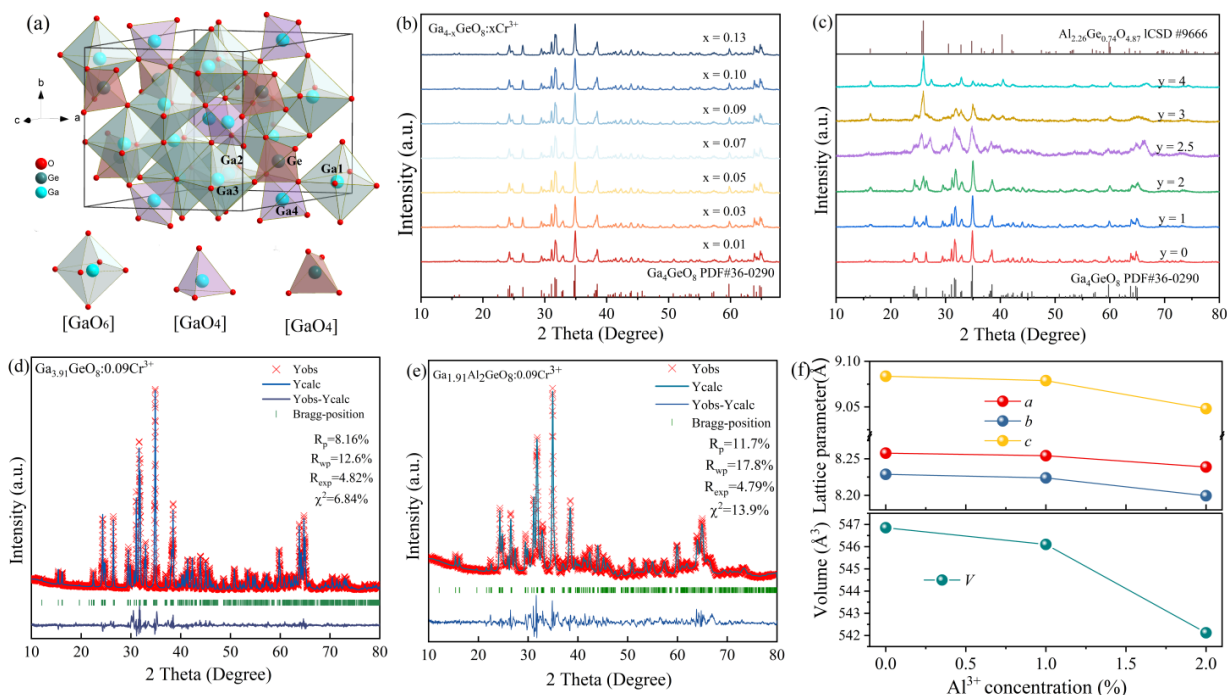 (a)
b
c
a
O
Ge
Ga
Ga2
Ge
Ga1
Ga3
Ga4
[GaO₆]
[GaO₄]
[GaO₄]
(b)
Ga₄₋ₓGeO₈:xCr³⁺
x = 0.13
x = 0.10
x = 0.09
x = 0.07
x = 0.05
x = 0.03
x = 0.01
Ga₄GeO₈ PDF#36-0290
Intensity (a.u.)
10 20 30 40 50 60
2 Theta (Degree)
(c)
Al₂.₂₆Ge₀.₇₄O₄.₈₇ ICSD #9666
y = 4
y = 3
y = 2.5
y = 2
y = 1
y = 0
Ga₄GeO₈ PDF#36-0290
Intensity (a.u.)
10 20 30 40 50 60 70 80
2 Theta (Degree)
(d)
Ga₃.₉₁GeO₈:0.09Cr³⁺
Yobs
Ycalc
Yobs-Ycalc
Bragg-position
Rₚ=8.16%
R_wp=12.6%
R_exp=4.82%
χ²=6.84%
Intensity (a.u.)
10 20 30 40 50 60 70 80
2 Theta (Degree)
(e)
Ga₁.₉₁Al₂GeO₈:0.09Cr³⁺
Yobs
Ycalc
Yobs-Ycalc
Bragg-position
Rₚ=11.7%
R_wp=17.8%
R_exp=4.79%
χ²=13.9%
Intensity (a.u.)
10 20 30 40 50 60 70 80
2 Theta (Degree)
(f)
Lattice parameter(Å)
9.10
9.05
8.25
8.20
a
b
c
Volume (Å³)
547
546
544
543
542
V
0.0 0.5 1.0 1.5 2.0
Al³⁺ concentration (%)